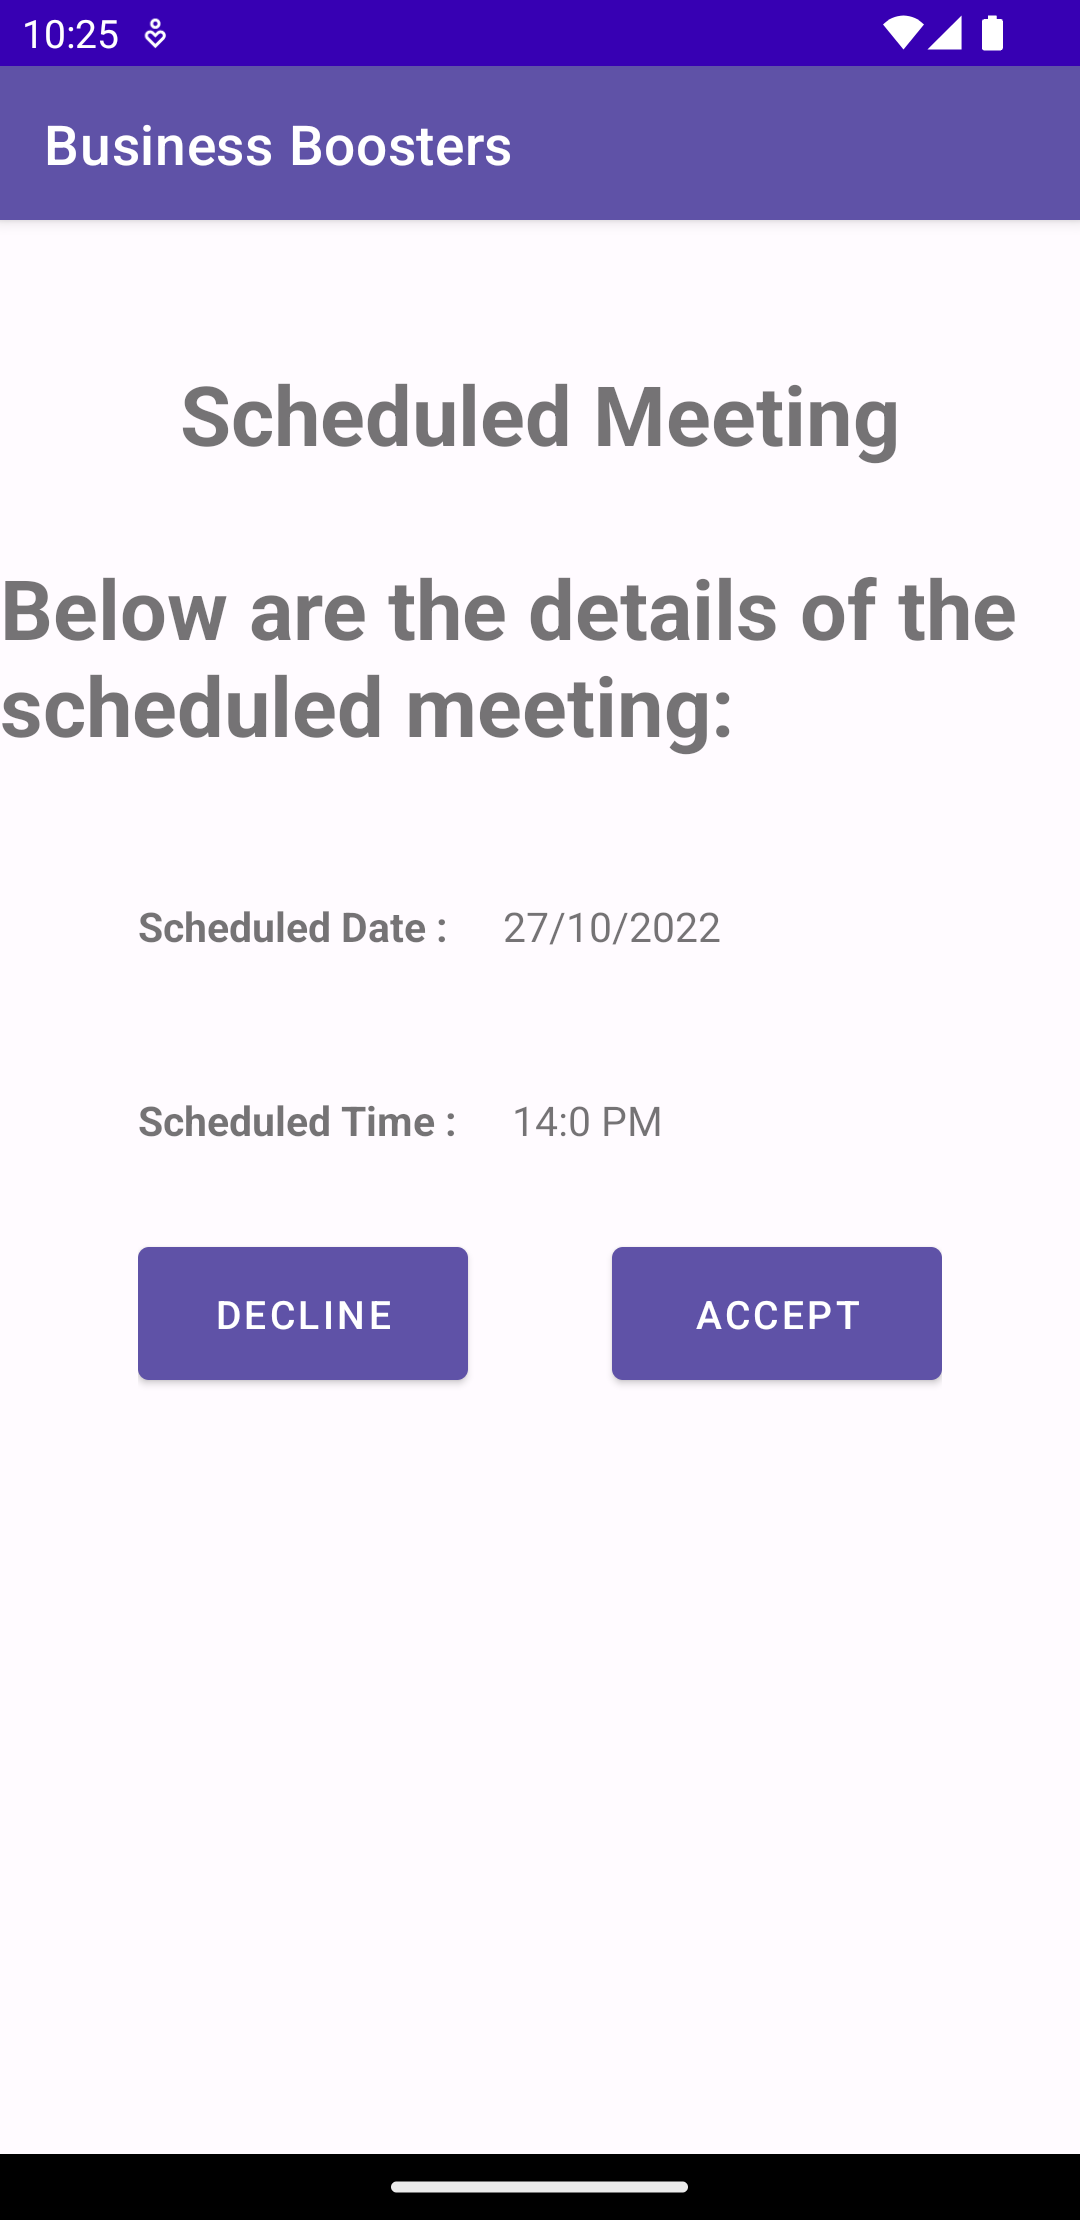 10:25
Business Boosters
Scheduled Meeting
Below are the details of the
scheduled meeting:
Scheduled Date : 27/10/2022
Scheduled Time : 14:0 PM
DECLINE ACCEPT